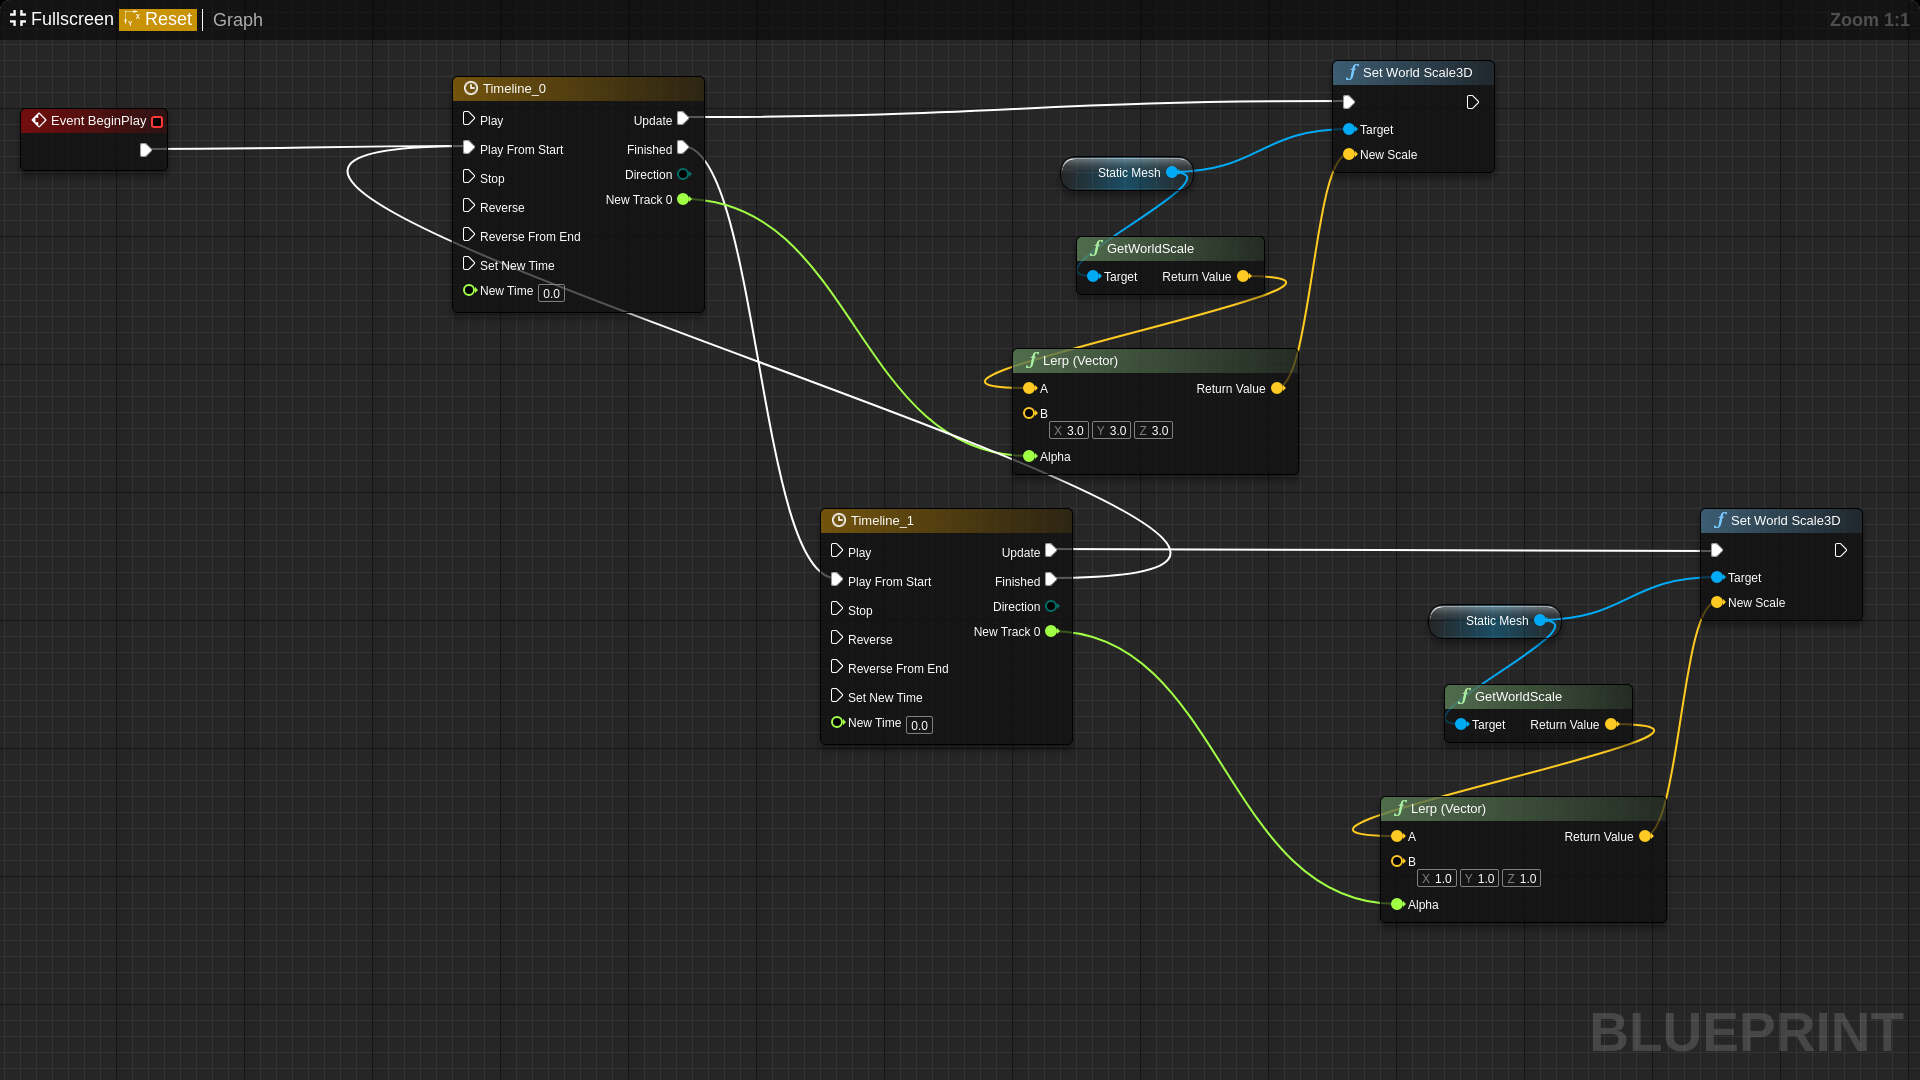 Fullscreen Reset Graph Zoom 1:1
Event BeginPlay
Timeline_0
Play Update
Play From Start Finished
Stop Direction
Reverse New Track 0
Reverse From End
Set New Time
New Time 0.0
Set World Scale3D
Target
New Scale
Static Mesh
GetWorldScale
Target Return Value
Lerp (Vector)
A Return Value
B
X 3.0 Y 3.0 Z 3.0
Alpha
Timeline_1
Play Update
Play From Start Finished
Stop Direction
Reverse New Track 0
Reverse From End
Set New Time
New Time 0.0
Set World Scale3D
Target
New Scale
Static Mesh
GetWorldScale
Target Return Value
Lerp (Vector)
A Return Value
B
X 1.0 Y 1.0 Z 1.0
Alpha
BLUEPRINT